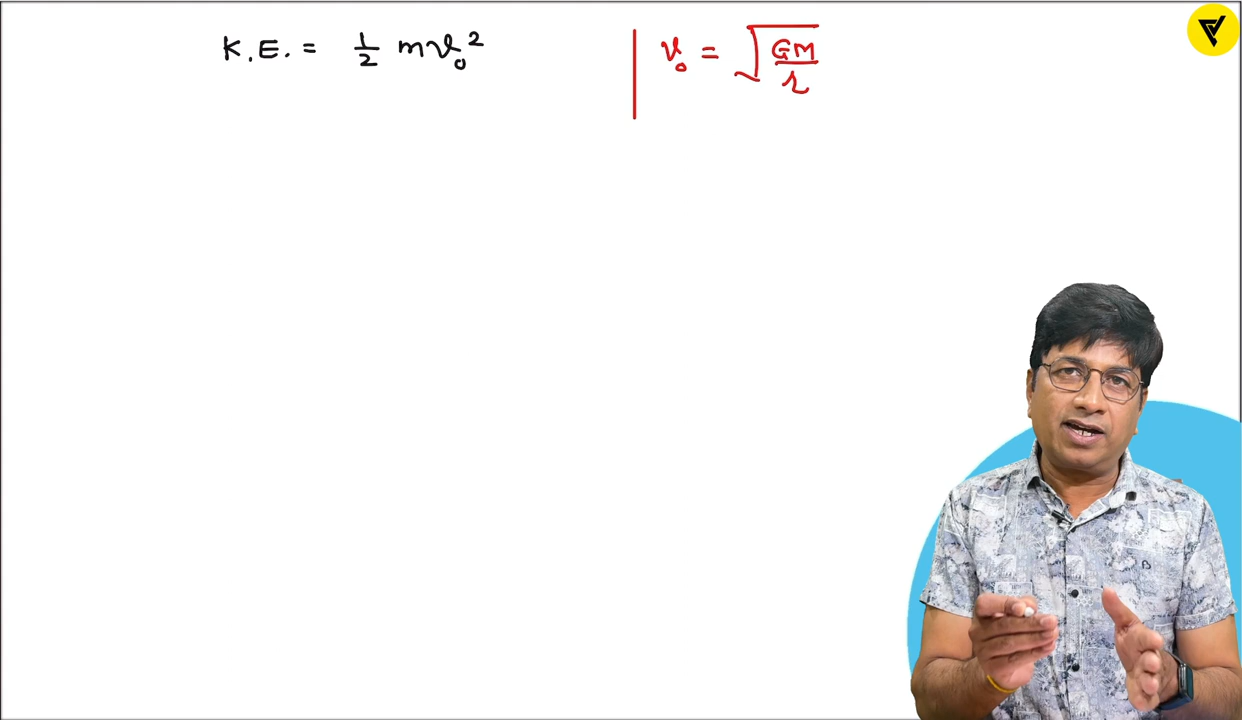 K.E. = 1/2 mv₀² | v₀ = √(GM/r)